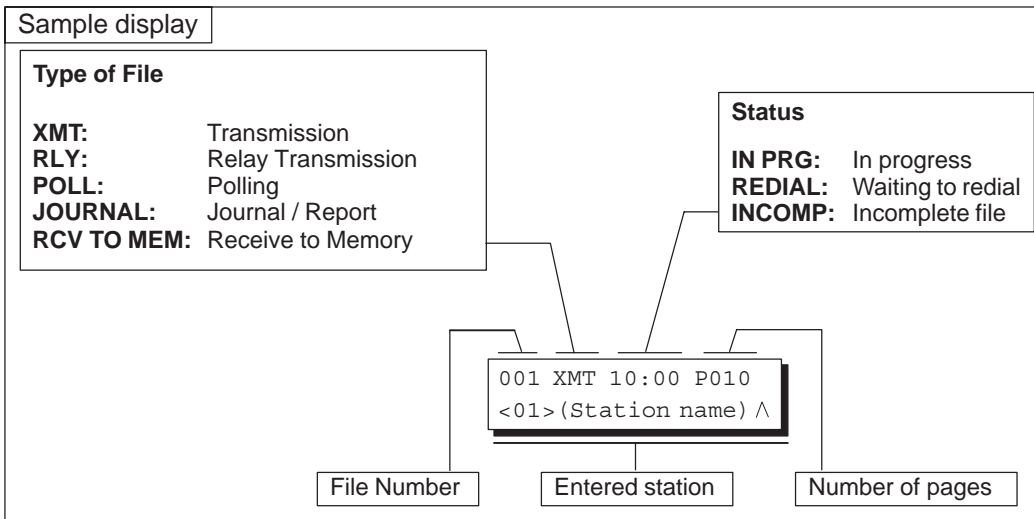 Sample display
Type of File
XMT: Transmission
RLY: Relay Transmission
POLL: Polling
JOURNAL: Journal / Report
RCV TO MEM: Receive to Memory
Status
IN PRG: In progress
REDIAL: Waiting to redial
INCOMP: Incomplete file
001 XMT 10:00 P010
<01>(Station name) ∧
File Number
Entered station
Number of pages